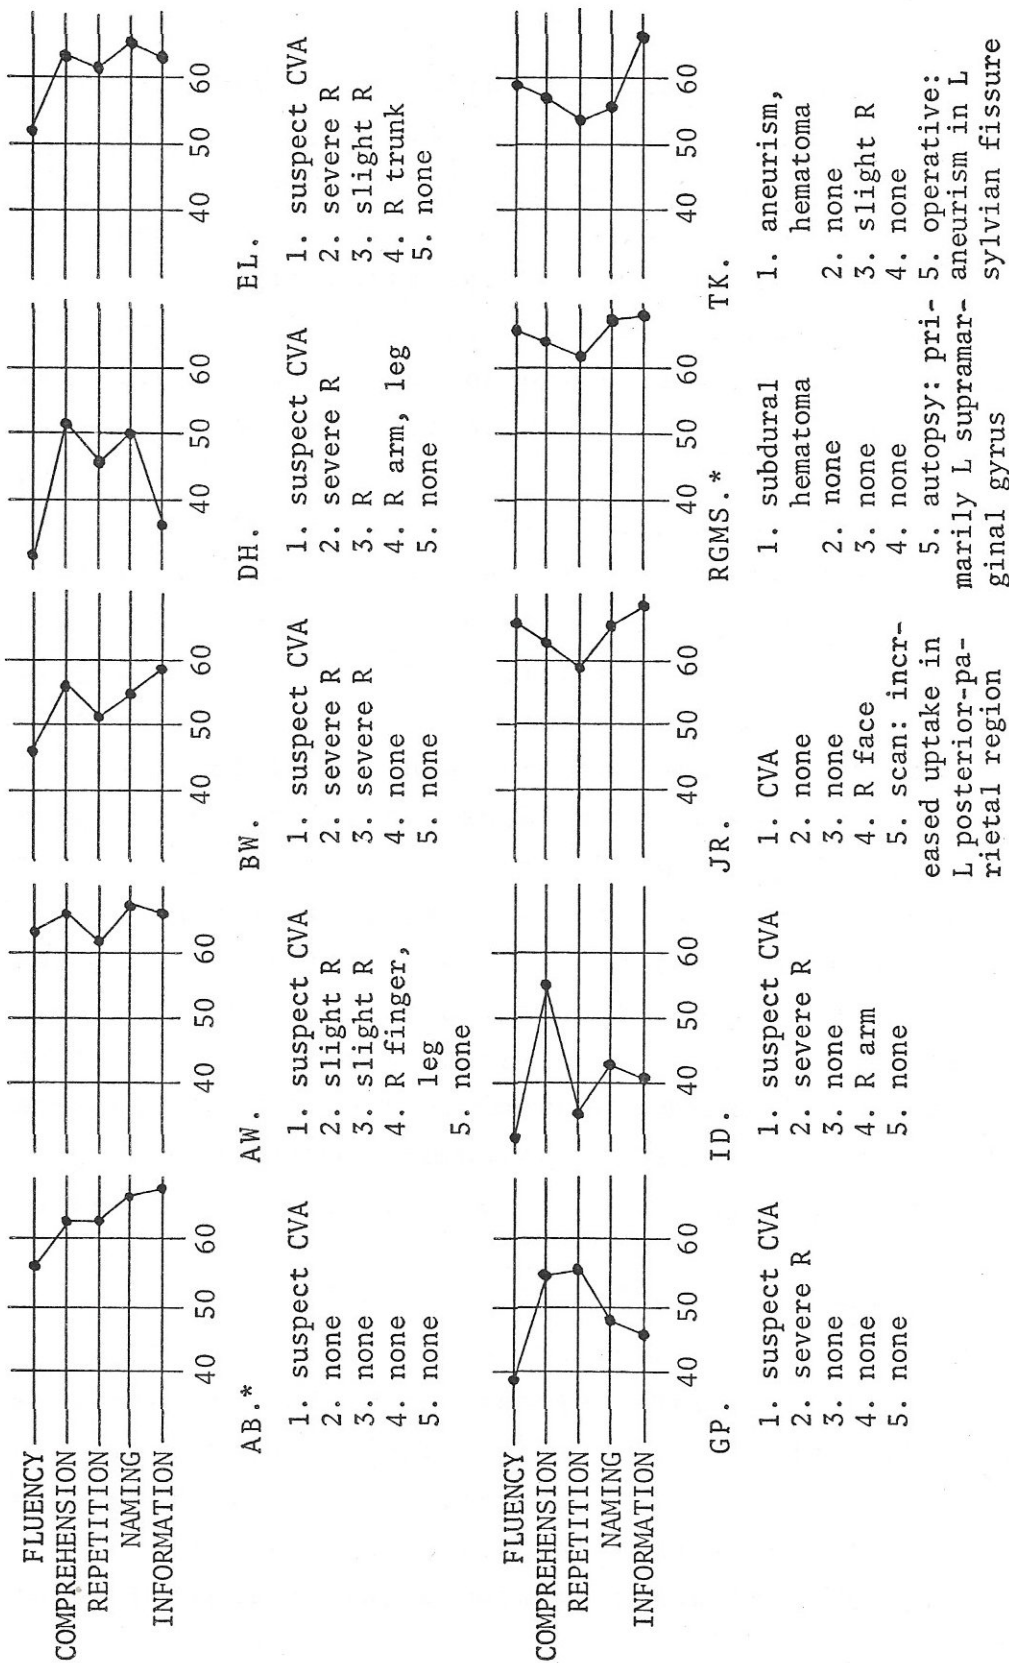 FLUENCY
COMPREHENSION
REPETITION
NAMING
INFORMATION
40 50 60
40 50 60
40 50 60
40 50 60
40 50 60
AB.*
1. suspect CVA
2. none
3. none
4. none
5. none
AW.
1. suspect CVA
2. slight R
3. slight R
4. R finger,
leg
5. none
BW.
1. suspect CVA
2. severe R
3. severe R
4. none
5. none
DH.
1. suspect CVA
2. severe R
3. R
4. R arm, leg
5. none
EL.
1. suspect CVA
2. severe R
3. slight R
4. R trunk
5. none
FLUENCY
COMPREHENSION
REPETITION
NAMING
INFORMATION
40 50 60
40 50 60
40 50 60
40 50 60
40 50 60
GP.
1. suspect CVA
2. severe R
3. none
4. none
5. none
ID.
1. suspect CVA
2. severe R
3. none
4. R arm
5. none
JR.
1. CVA
2. none
3. none
4. R face
5. scan: incr-
eased uptake in
L posterior-pa-
rietal region
RGMS.*
1. subdural
hematoma
2. none
3. none
4. none
5. autopsy: pri-
marily L supramar-
ginal gyrus
TK.
1. aneurism,
hematoma
2. none
3. slight R
4. none
5. operative:
aneurism in L
sylvian fissure